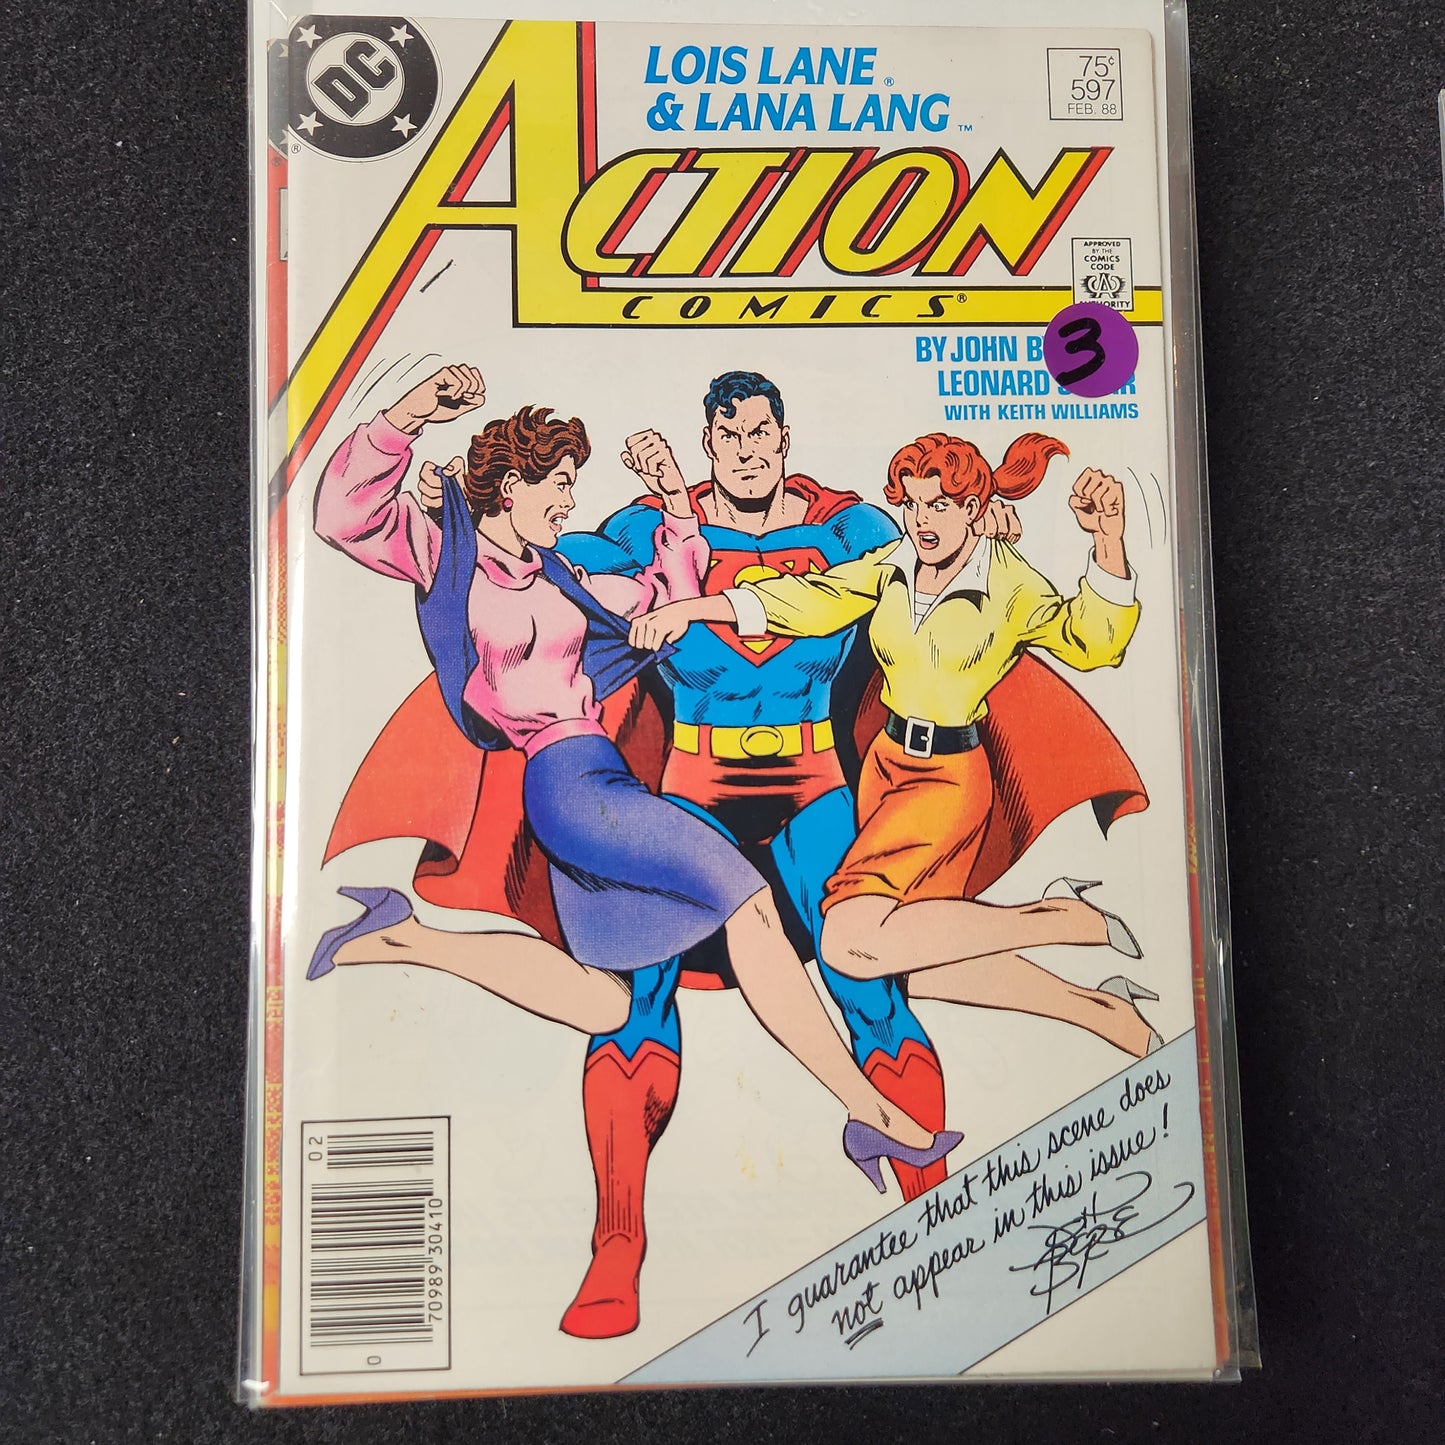 DC
®
LOIS LANE ®
& LANA LANG ™
75¢
597
FEB. 88
ACTION
COMICS ®
APPROVED
BY THE
COMICS
CODE
CA
AUTHORITY
3
BY JOHN B
LEONARD
WITH KEITH WILLIAMS
02
70989 30410
0
I guarantee that this scene does
not appear in this issue!